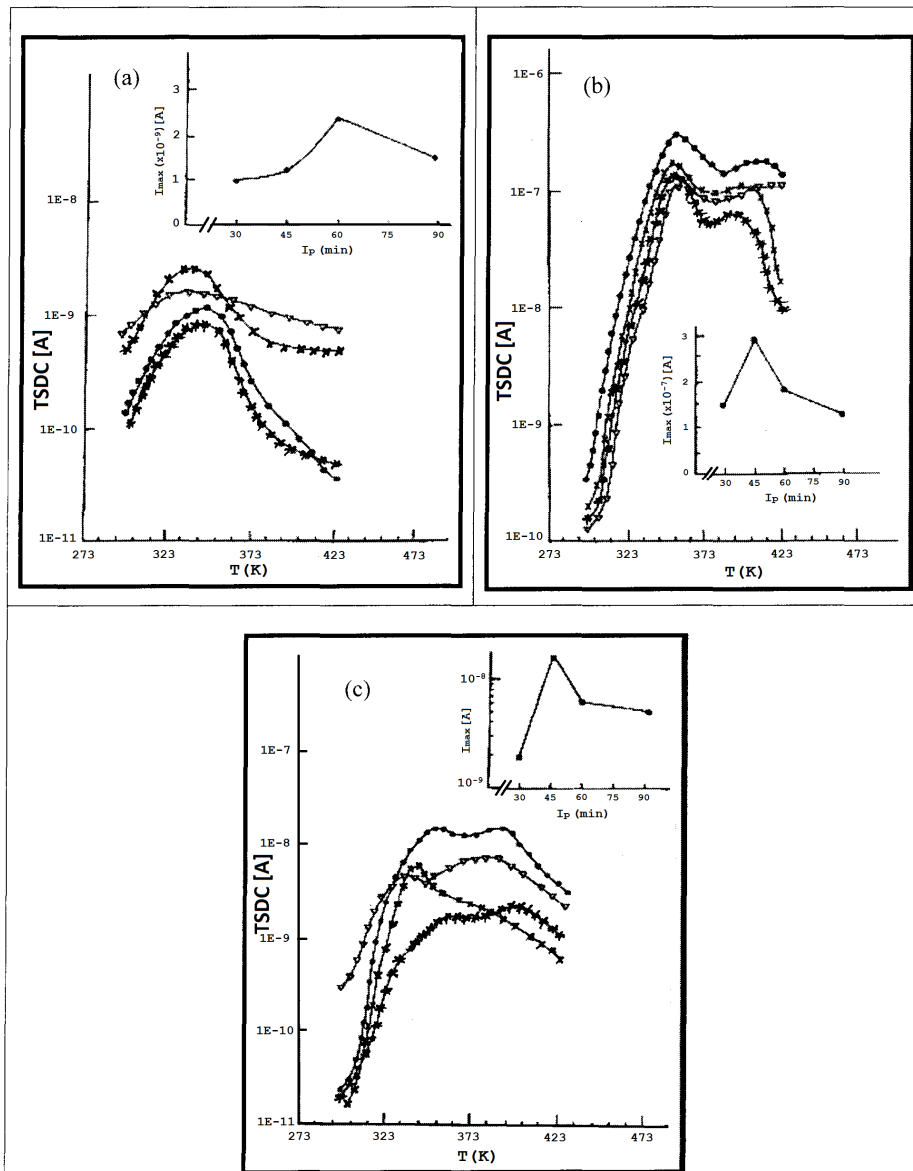 (a)
Imax (x10⁻⁹) [A]
3
2
1
0
30 45 60 75 90
IP (min)
1E-8
1E-9
1E-10
1E-11
TSDC [A]
273 323 373 423 473
T (K)
(b)
1E-6
1E-7
1E-8
1E-9
1E-10
TSDC [A]
273 323 373 423 473
T (K)
Imax (x10⁻⁷) [A]
3
2
1
0
30 45 60 75 90
IP (min)
(c)
10⁻⁸
10⁻⁹
Imax [A]
30 45 60 75 90
IP (min)
1E-7
1E-8
1E-9
1E-10
1E-11
TSDC [A]
273 323 373 423 473
T (K)